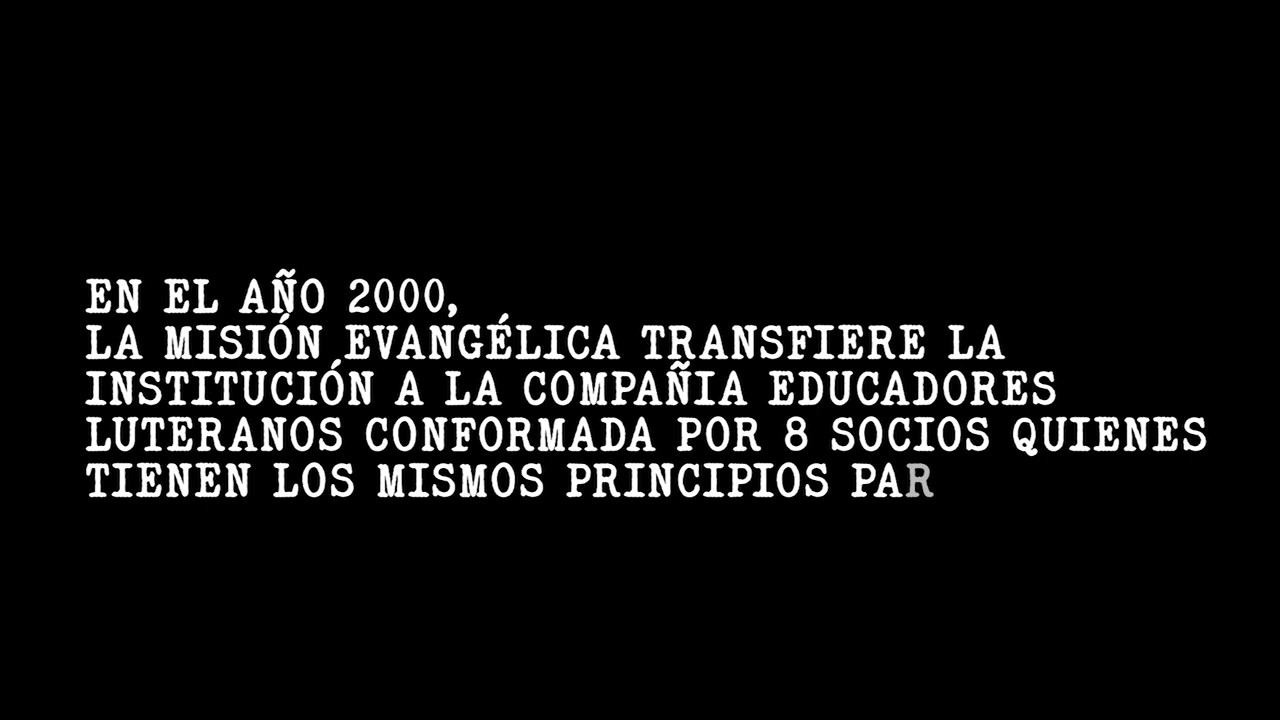 EN EL AÑO 2000,
LA MISIÓN EVANGÉLICA TRANSFIERE LA
INSTITUCIÓN A LA COMPAÑIA EDUCADORES
LUTERANOS CONFORMADA POR 8 SOCIOS QUIENES
TIENEN LOS MISMOS PRINCIPIOS PAR